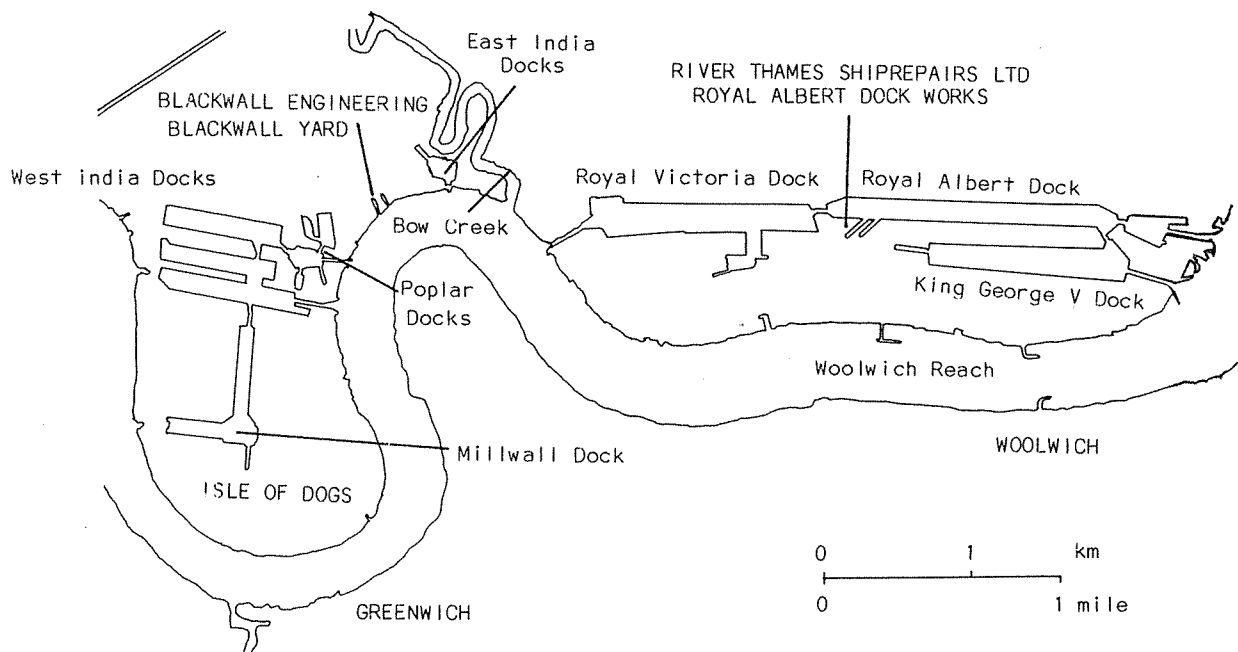 East India
Docks
RIVER THAMES SHIPREPAIRS LTD
ROYAL ALBERT DOCK WORKS
BLACKWALL ENGINEERING
BLACKWALL YARD
West india Docks
Royal Victoria Dock
Royal Albert Dock
Bow Creek
Poplar
Docks
King George V Dock
Woolwich Reach
WOOLWICH
Millwall Dock
ISLE OF DOGS
GREENWICH
0 1 km
0 1 mile